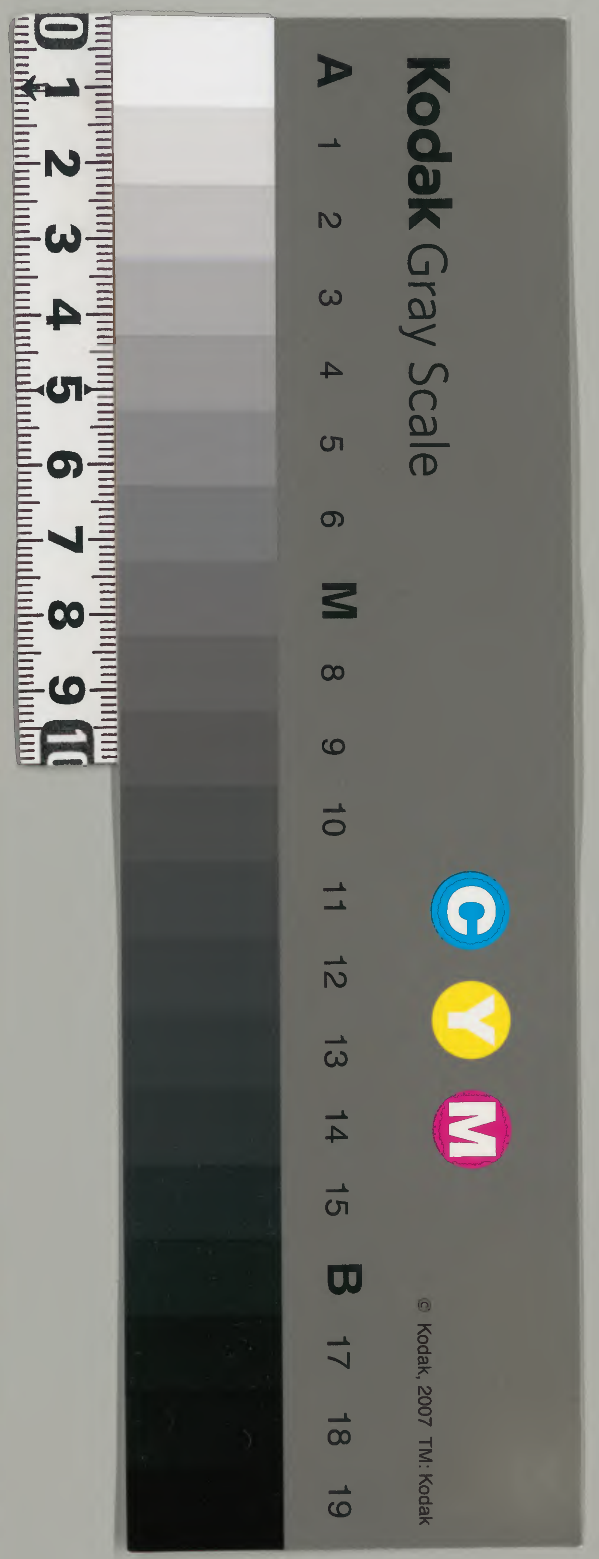 Kodak Gray Scale
C Y M
© Kodak, 2007 TM: Kodak
A 1 2 3 4 5 6 M 8 9 10 11 12 13 14 15 B 17 18 19
0 1 2 3 4 5 6 7 8 9 10